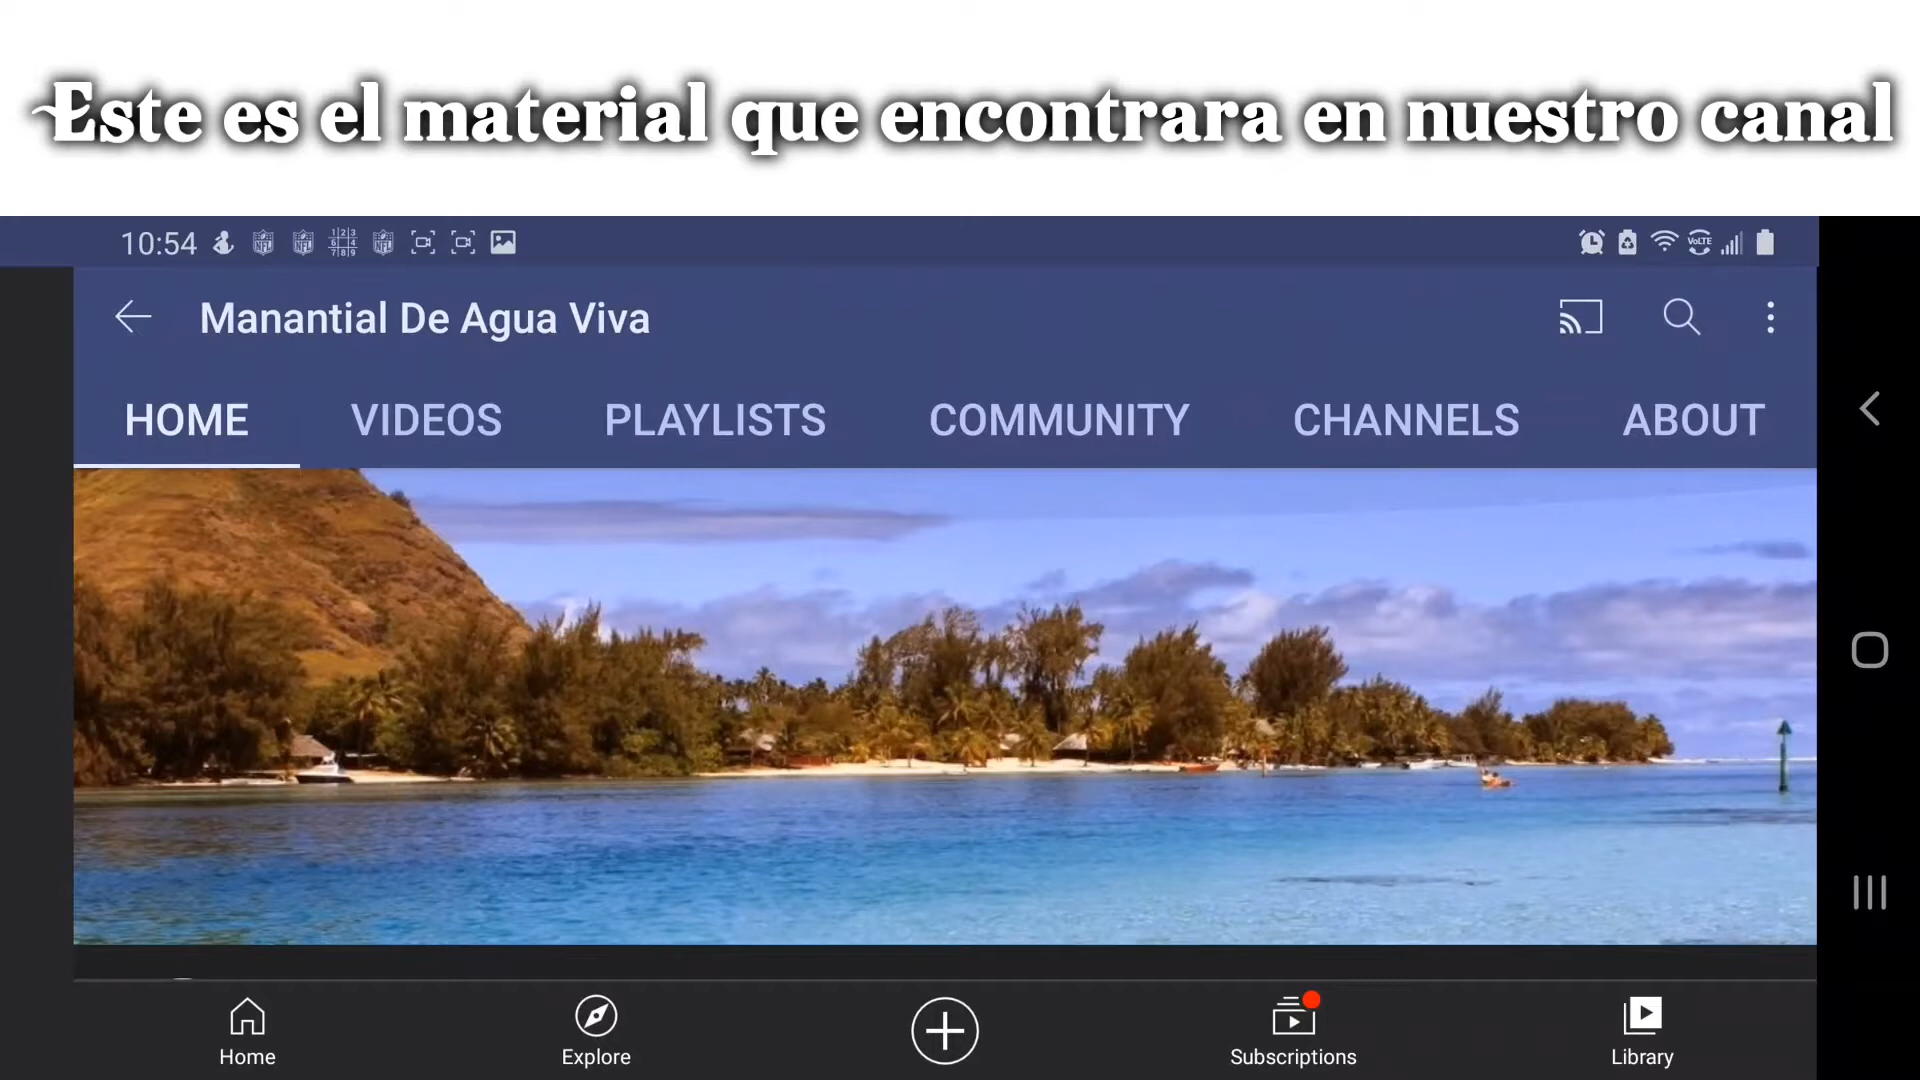 Este es el material que encontrara en nuestro canal
10:54
Manantial De Agua Viva
HOME VIDEOS PLAYLISTS COMMUNITY CHANNELS ABOUT
Home Explore Subscriptions Library